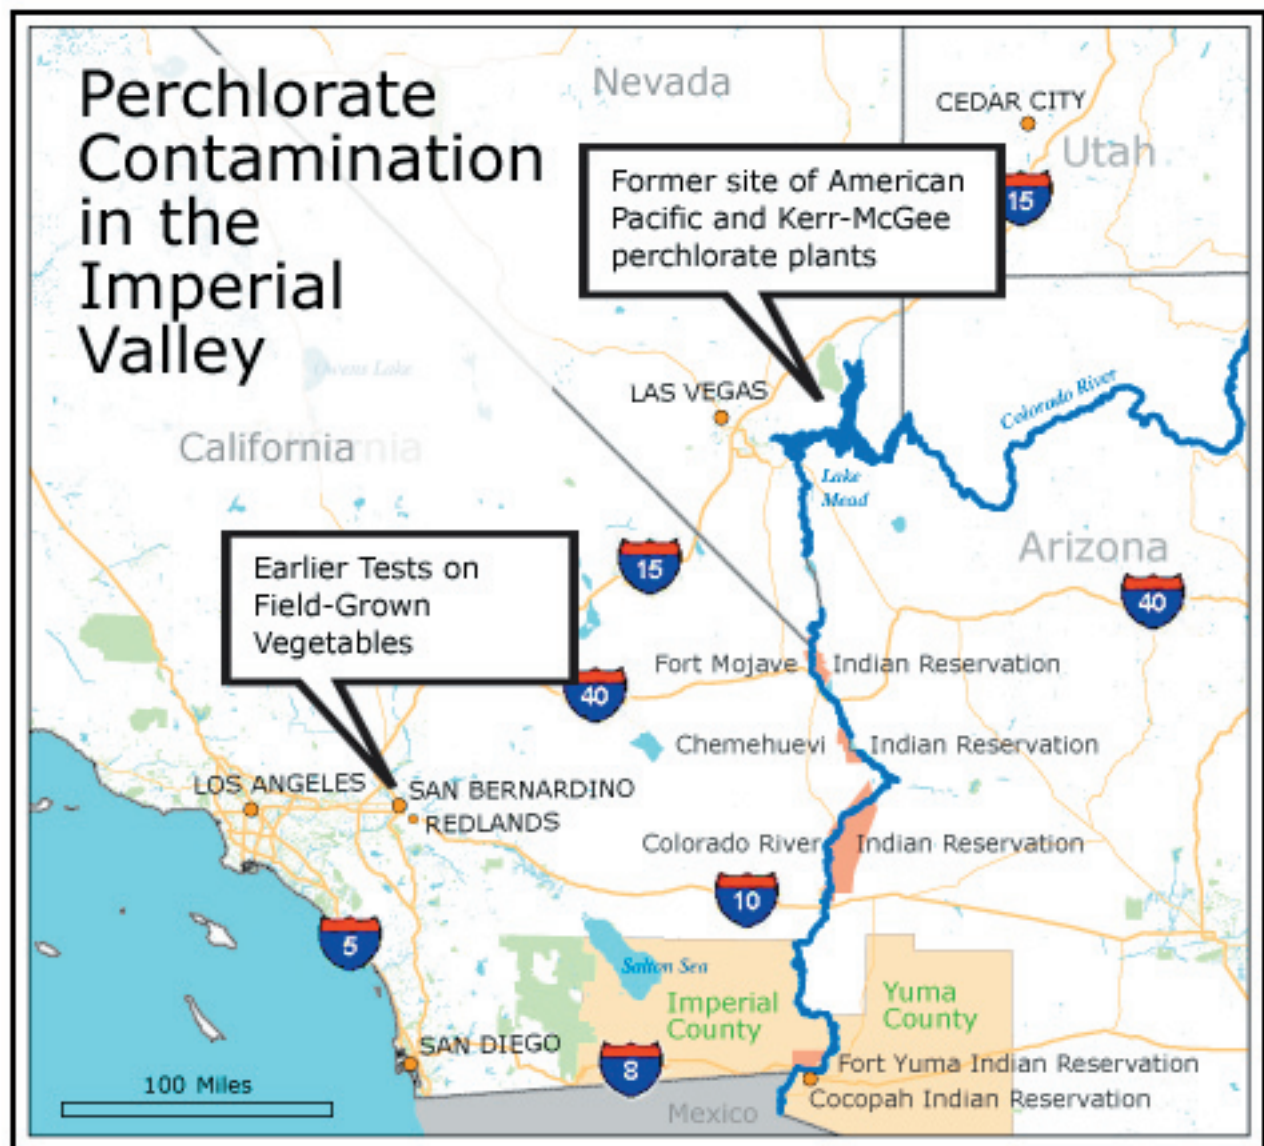 Perchlorate
Contamination
in the
Imperial
Valley
Nevada
CEDAR CITY
Utah
Former site of American
Pacific and Kerr-McGee
perchlorate plants
15
Owens Lake
LAS VEGAS
Colorado River
California
Lake
Mead
Arizona
Earlier Tests on
Field-Grown
Vegetables
15
40
Fort Mojave Indian Reservation
40
Chemehuevi Indian Reservation
LOS ANGELES
SAN BERNARDINO
REDLANDS
Colorado River Indian Reservation
10
5
Salton Sea
Imperial
County
Yuma
County
SAN DIEGO
8
Fort Yuma Indian Reservation
100 Miles
Cocopah Indian Reservation
Mexico